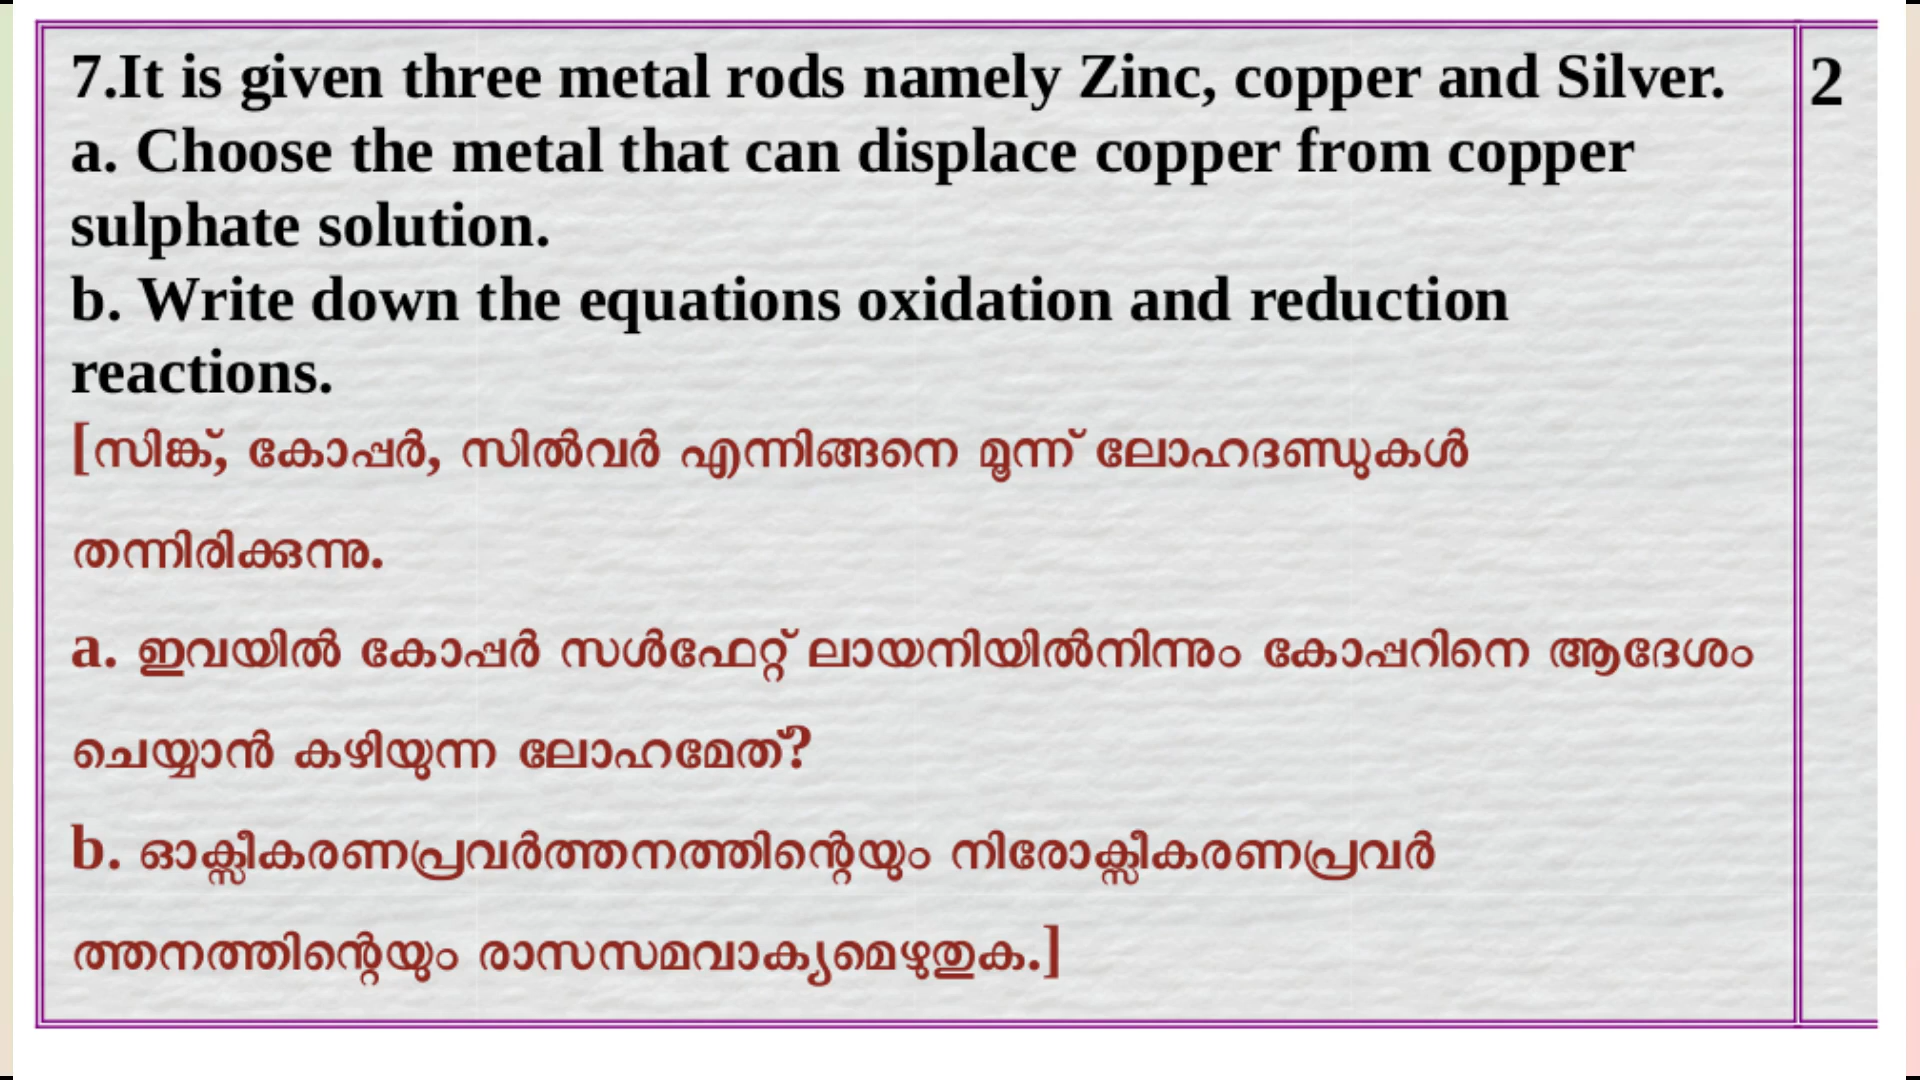 7.It is given three metal rods namely Zinc, copper and Silver.
2
a. Choose the metal that can displace copper from copper
sulphate solution.
b. Write down the equations oxidation and reduction
reactions.
[സിങ്ക്, കോപ്പർ, സിൽവർ എന്നിങ്ങനെ മൂന്ന് ലോഹദണ്ഡുകൾ
തന്നിരിക്കുന്നു.
a. ഇവയിൽ കോപ്പർ സൾഫേറ്റ് ലായനിയിൽനിന്നും കോപ്പറിനെ ആദേശം
ചെയ്യാൻ കഴിയുന്ന ലോഹമേത്?
b. ഓക്സീകരണപ്രവർത്തനത്തിന്റെയും നിരോക്സീകരണപ്രവർ
ത്തനത്തിന്റെയും രാസസമവാക്യമെഴുതുക.]